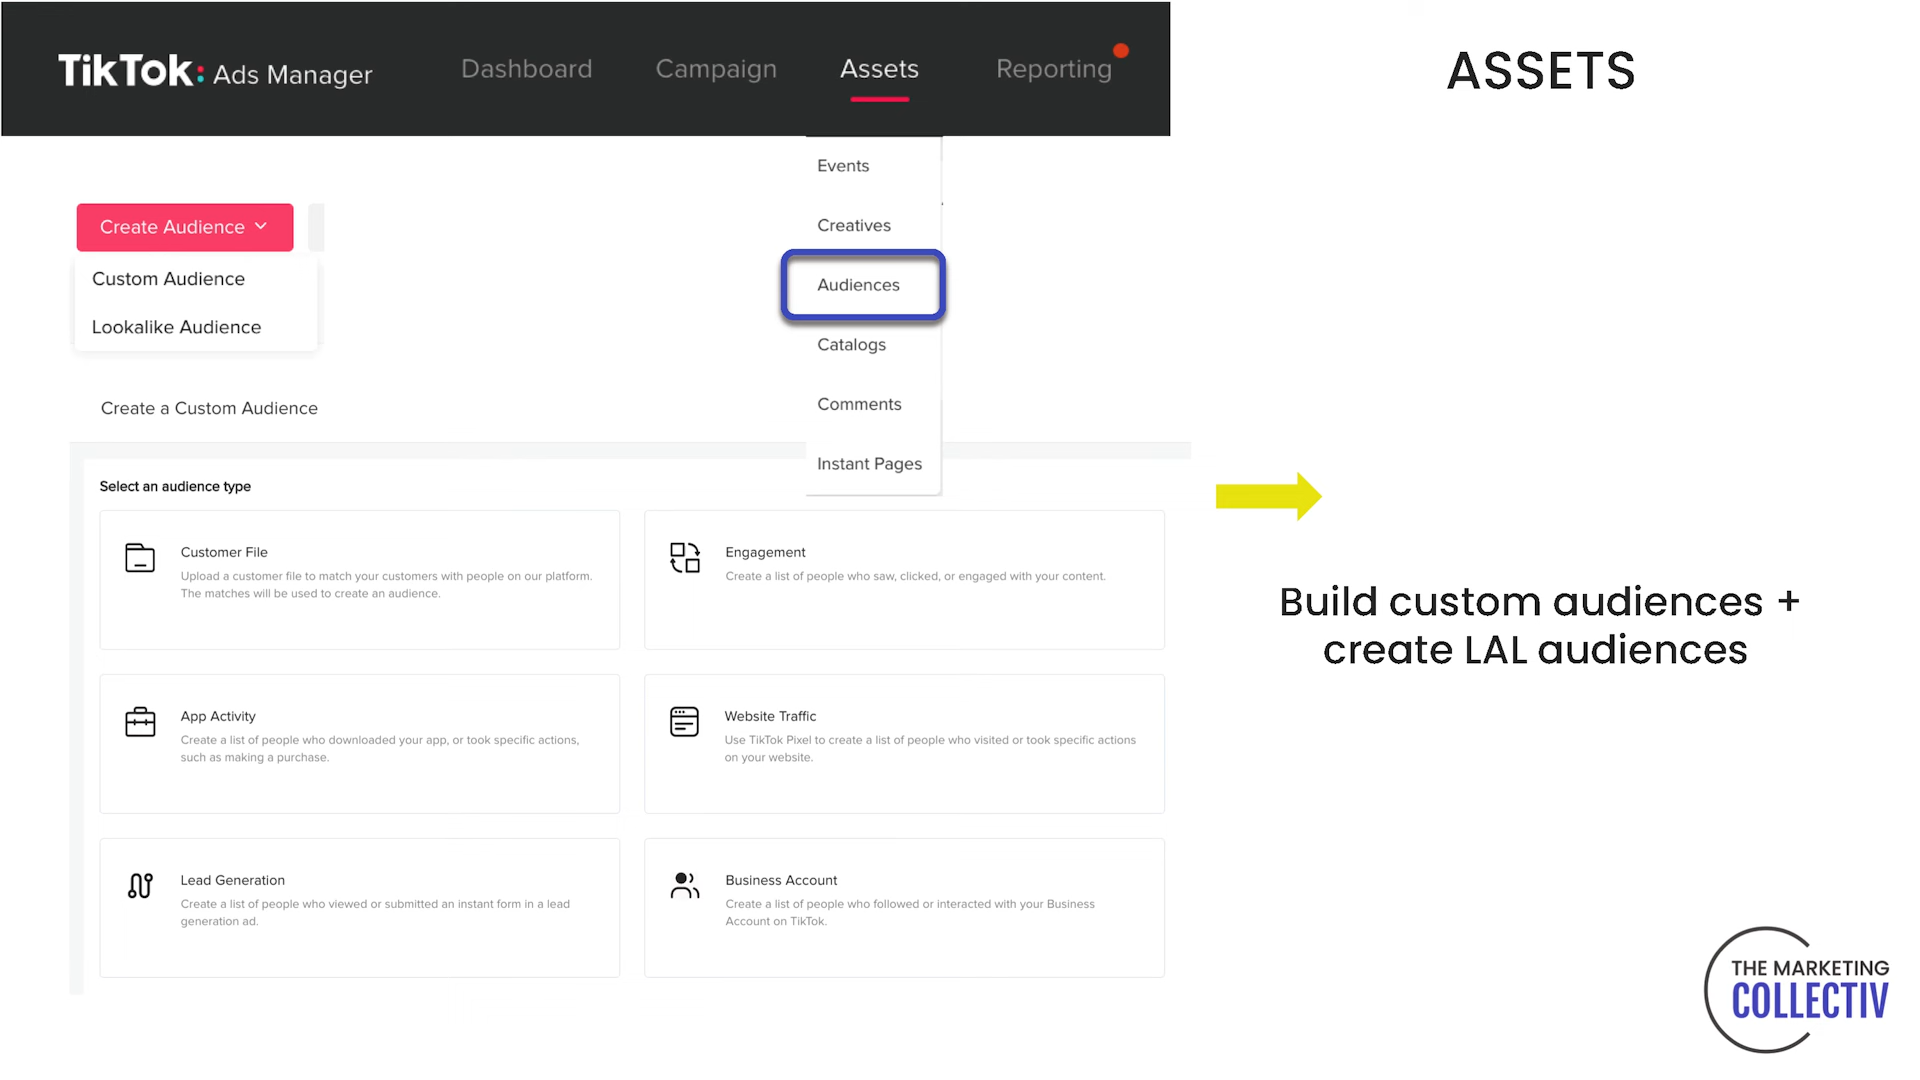 TikTok: Ads Manager
Dashboard
Campaign
Assets
Reporting
ASSETS
Events
Creatives
Audiences
Catalogs
Comments
Instant Pages
Create Audience
Custom Audience
Lookalike Audience
Create a Custom Audience
Select an audience type
Customer File
Upload a customer file to match your customers with people on our platform.
The matches will be used to create an audience.
Engagement
Create a list of people who saw, clicked, or engaged with your content.
App Activity
Create a list of people who downloaded your app, or took specific actions,
such as making a purchase.
Website Traffic
Use TikTok Pixel to create a list of people who visited or took specific actions
on your website.
Lead Generation
Create a list of people who viewed or submitted an instant form in a lead
generation ad.
Business Account
Create a list of people who followed or interacted with your Business
Account on TikTok.
Build custom audiences +
create LAL audiences
THE MARKETING
COLLECTIV